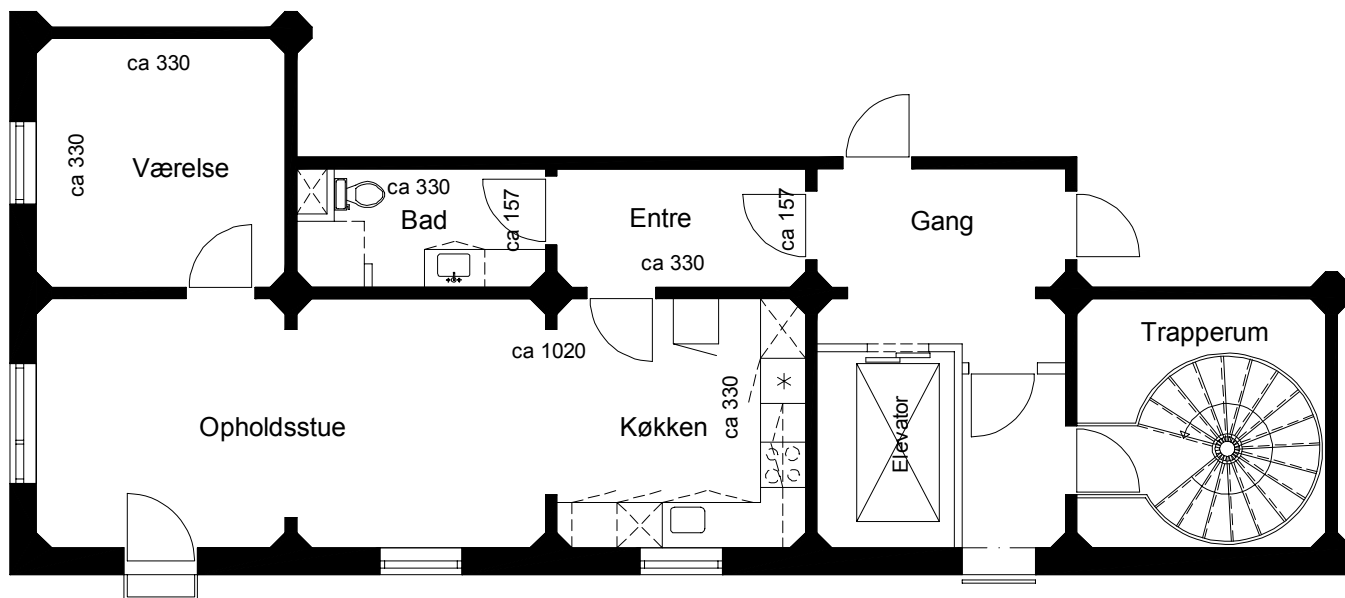 ca 330
ca 330
Værelse
ca 330
Bad
ca 157
Entre
ca 330
ca 157
Gang
ca 1020
Opholdsstue
Køkken
ca 330
Elevator
Trapperum